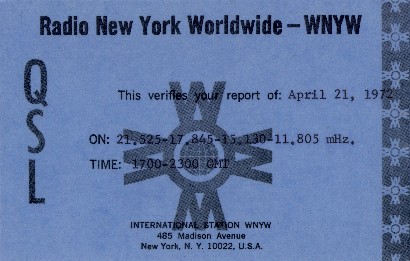 Radio New York Worldwide – WNYW
QSL
This verifies your report of: April 21, 1972
ON: 21.525-17.845-15.130-11.805 mHz.
TIME: 1700-2300 GMT
INTERNATIONAL STATION WNYW
485 Madison Avenue
New York, N. Y. 10022, U.S.A.